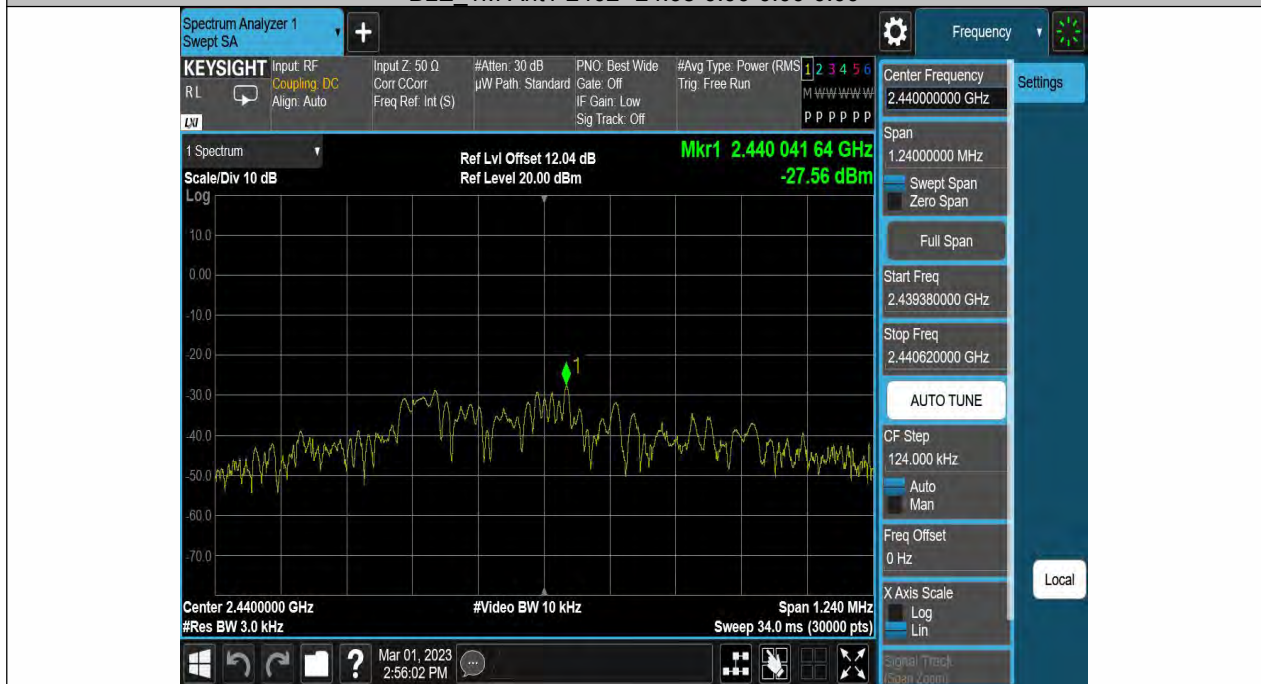 Spectrum Analyzer 1
Swept SA
+
Frequency
KEYSIGHT
RL
LXI
Input: RF
Coupling: DC
Align: Auto
Input Z: 50 Ω
Corr CCorr
Freq Ref: Int (S)
#Atten: 30 dB
µW Path: Standard
PNO: Best Wide
Gate: Off
IF Gain: Low
Sig Track: Off
#Avg Type: Power (RMS
Trig: Free Run
1 2 3 4 5 6
M W W W W W
P P P P P P
1 Spectrum
Scale/Div 10 dB
Log
Ref Lvl Offset 12.04 dB
Ref Level 20.00 dBm
Mkr1 2.440 041 64 GHz
-27.56 dBm
10.0
0.00
-10.0
-20.0
-30.0
-40.0
-50.0
-60.0
-70.0
1
Center 2.4400000 GHz
#Res BW 3.0 kHz
#Video BW 10 kHz
Span 1.240 MHz
Sweep 34.0 ms (30000 pts)
Mar 01, 2023
2:56:02 PM
?
Center Frequency
2.440000000 GHz
Settings
Span
1.24000000 MHz
Swept Span
Zero Span
Full Span
Start Freq
2.439380000 GHz
Stop Freq
2.440620000 GHz
AUTO TUNE
CF Step
124.000 kHz
Auto
Man
Freq Offset
0 Hz
X Axis Scale
Log
Lin
Local
Signal Track
(Span Zoom)